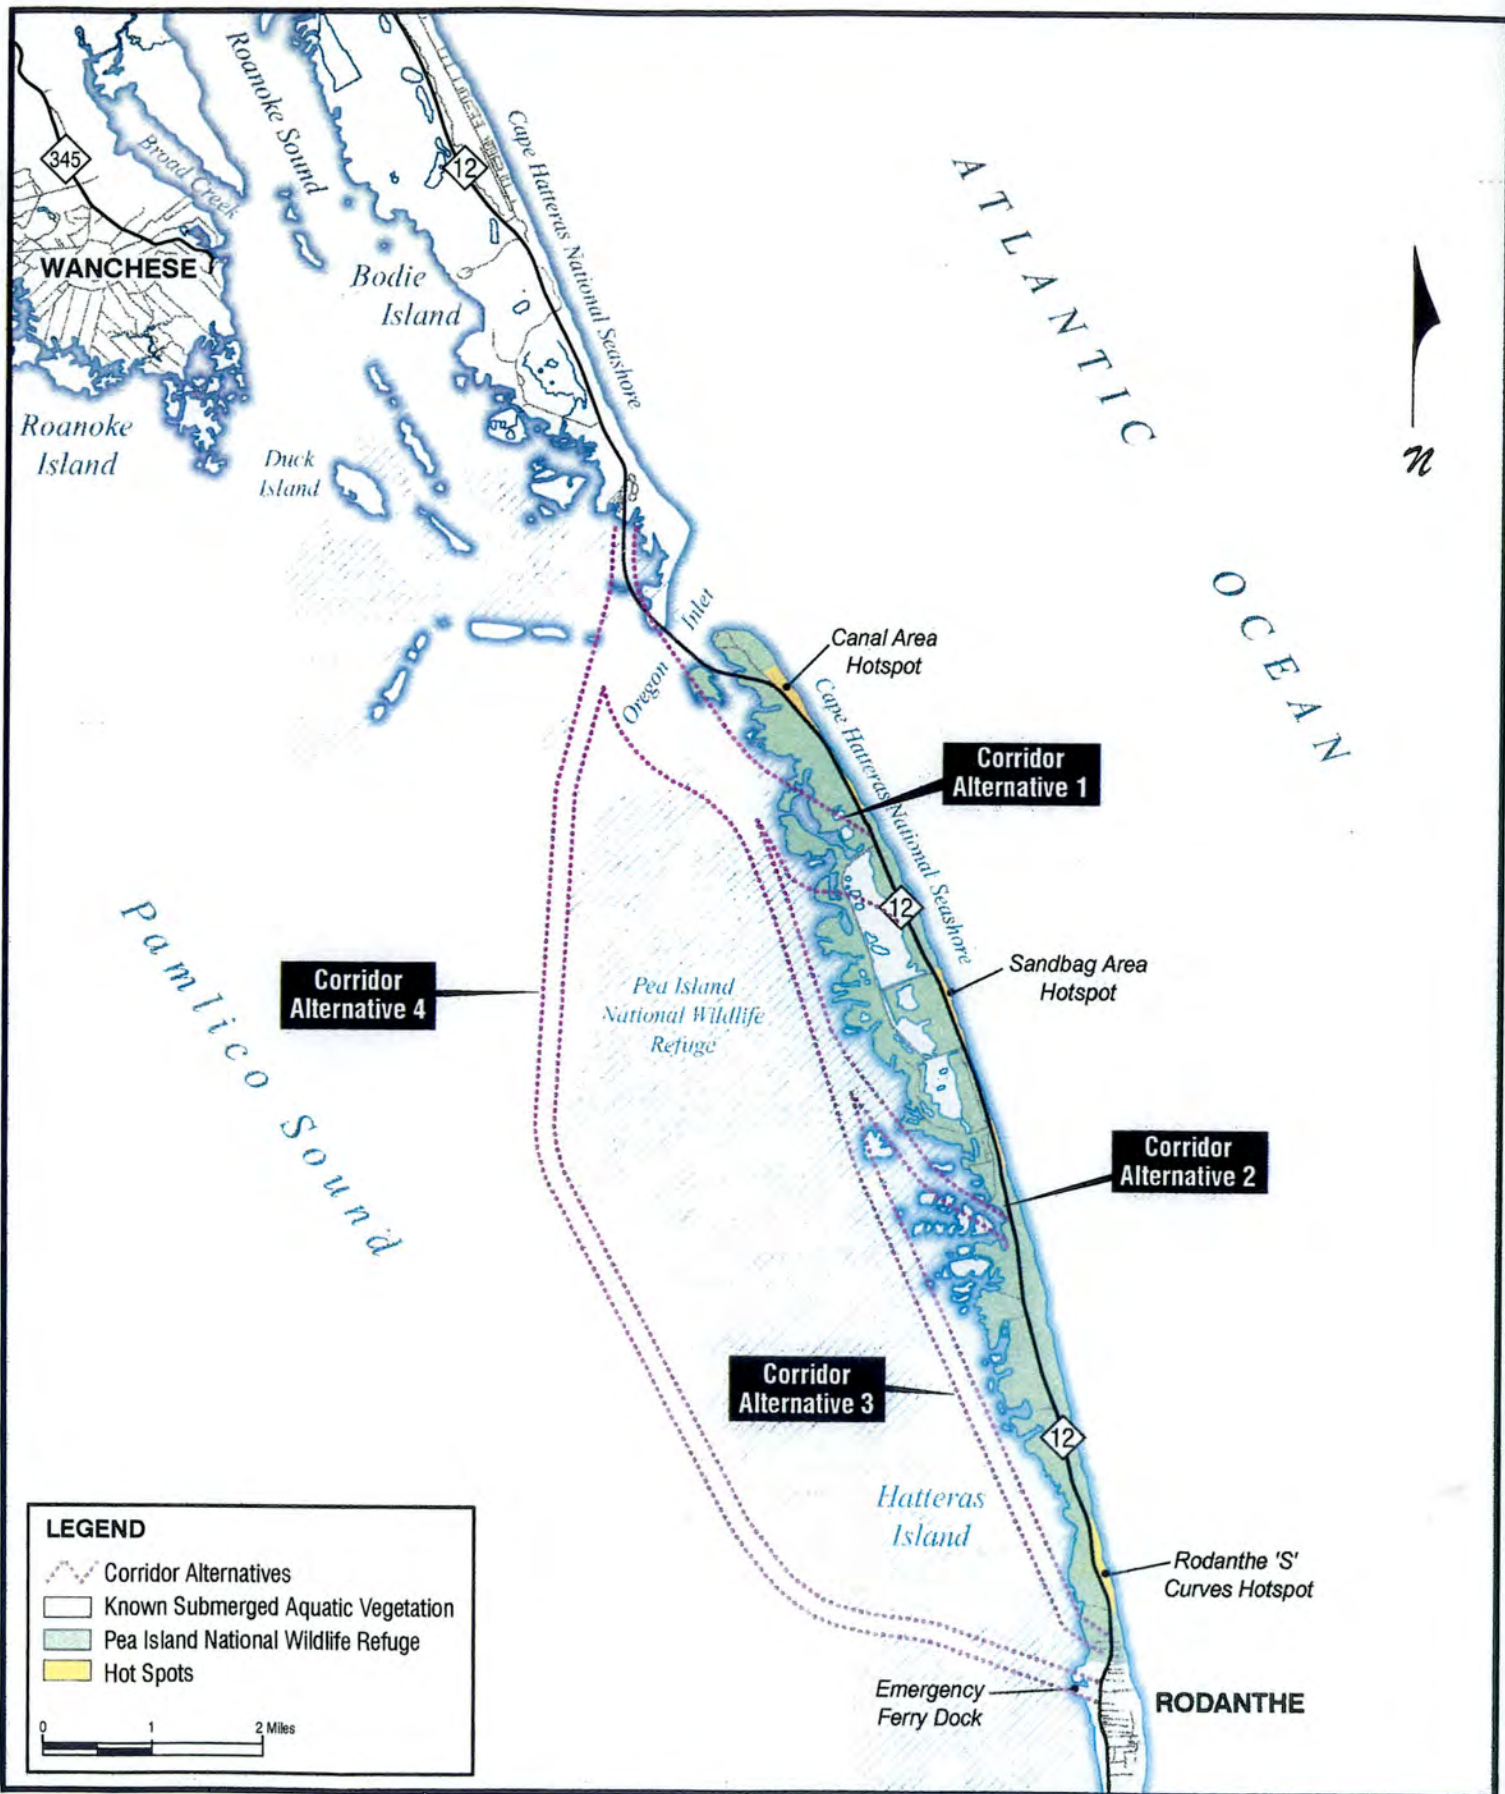 Roanoke Sound
Broad Creek
345
12
Cape Hatteras National Seashore
WANCHESE
Bodie
Island
ATLANTIC
Roanoke
Island
Duck
Island
n
OCEAN
Inlet
Oregon
Canal Area
Hotspot
Cape Hatteras National Seashore
Corridor
Alternative 1
12
Pamlico Sound
Corridor
Alternative 4
Pea Island
National Wildlife
Refuge
Sandbag Area
Hotspot
Corridor
Alternative 2
Corridor
Alternative 3
12
Hatteras
Island
Rodanthe 'S'
Curves Hotspot
Emergency
Ferry Dock
RODANTHE
LEGEND
Corridor Alternatives
Known Submerged Aquatic Vegetation
Pea Island National Wildlife Refuge
Hot Spots
0 1 2 Miles